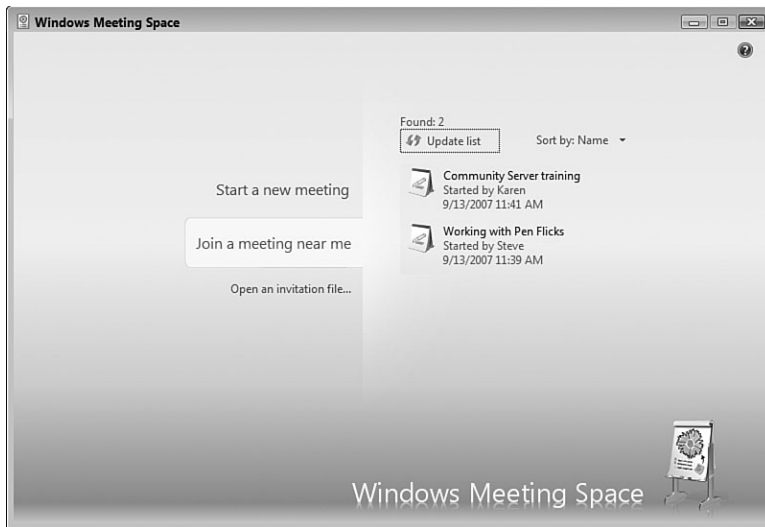 Windows Meeting Space
Found: 2
Update list
Sort by: Name
Start a new meeting
Join a meeting near me
Open an invitation file...
Community Server training
Started by Karen
9/13/2007 11:41 AM
Working with Pen Flicks
Started by Steve
9/13/2007 11:39 AM
Windows Meeting Space